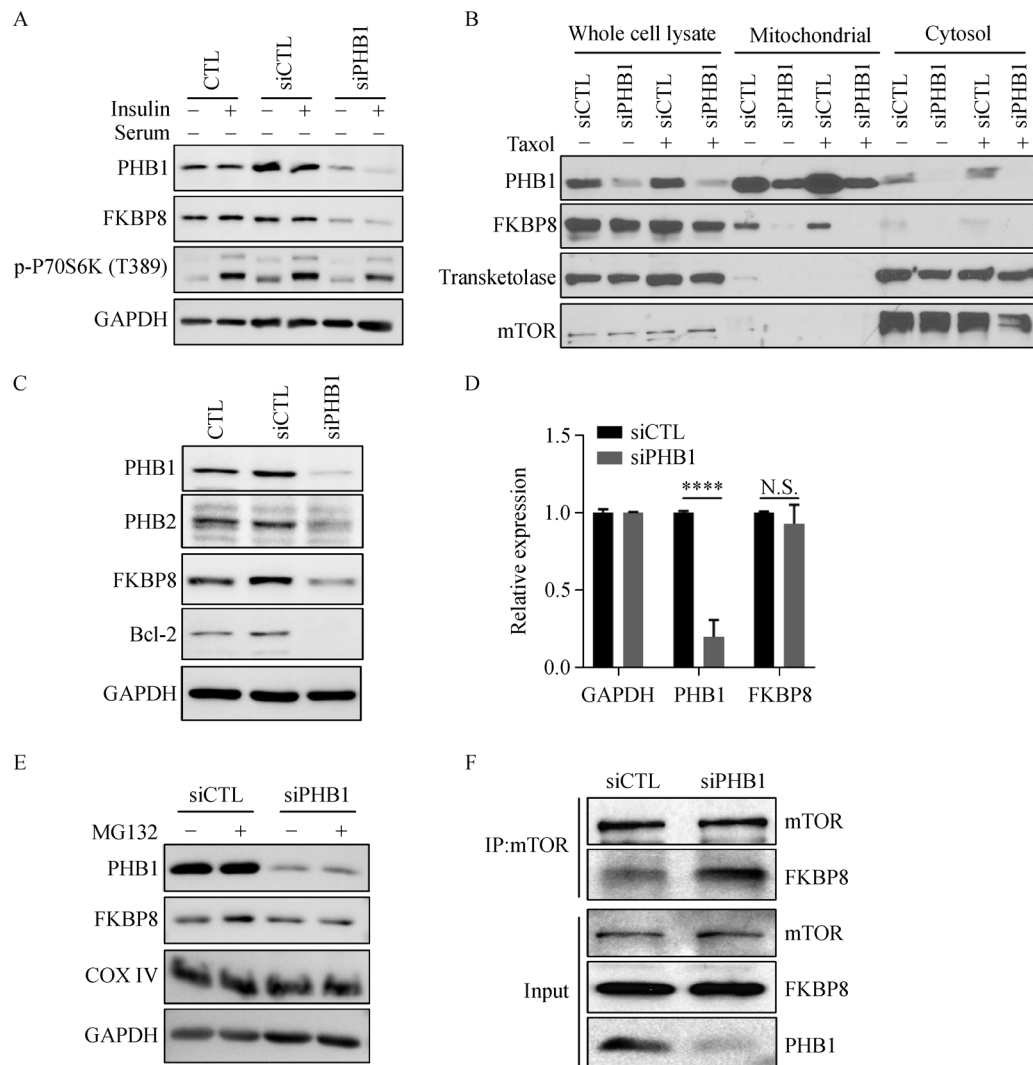 A
CTL
siCTL
siPHB1
Insulin − + − + − +
Serum − − − − − −
PHB1
FKBP8
p-P70S6K (T389)
GAPDH
B
Whole cell lysate Mitochondrial Cytosol
siCTL siPHB1 siCTL siPHB1 siCTL siPHB1 siCTL siPHB1 siCTL siPHB1 siCTL siPHB1
Taxol − − + + − − + + − − + +
PHB1
FKBP8
Transketolase
mTOR
C
CTL
siCTL
siPHB1
PHB1
PHB2
FKBP8
Bcl-2
GAPDH
D
siCTL
siPHB1
Relative expression
1.5
1.0
0.5
0.0
****
N.S.
GAPDH PHB1 FKBP8
E
siCTL siPHB1
MG132 − + − +
PHB1
FKBP8
COX IV
GAPDH
F
siCTL siPHB1
IP:mTOR
mTOR
FKBP8
Input
mTOR
FKBP8
PHB1